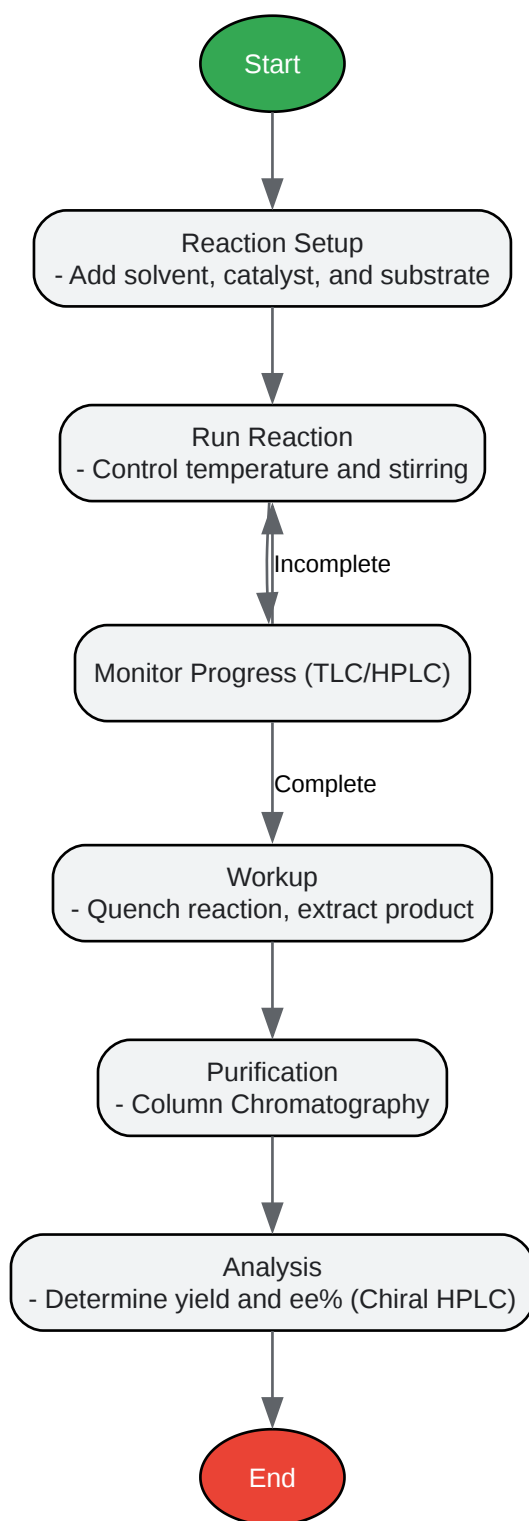 Start
Reaction Setup
- Add solvent, catalyst, and substrate
Run Reaction
- Control temperature and stirring
Incomplete
Monitor Progress (TLC/HPLC)
Complete
Workup
- Quench reaction, extract product
Purification
- Column Chromatography
Analysis
- Determine yield and ee% (Chiral HPLC)
End